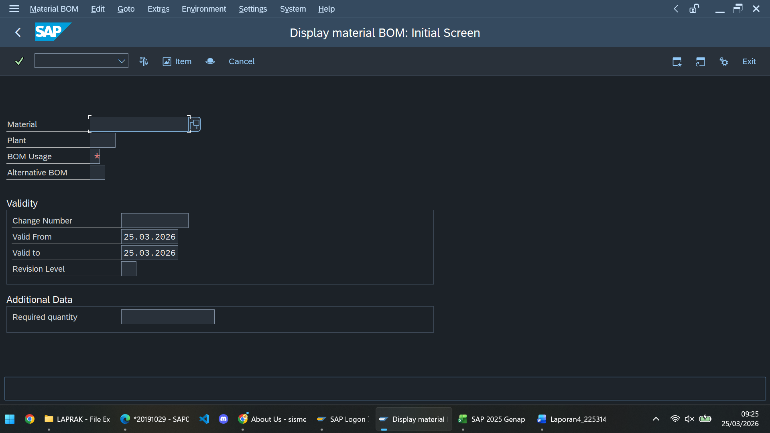 Material BOM Edit Goto Extras Environment Settings System Help
SAP
Display material BOM: Initial Screen
Item Cancel Exit
Material
Plant
BOM Usage *
Alternative BOM
Validity
Change Number
Valid From 25.03.2026
Valid to 25.03.2026
Revision Level
Additional Data
Required quantity
LAPRAK - File Ex *20191029 - SAPO About Us - sisme SAP Logon Display material SAP 2025 Genap Laporan4_225314
09:25
25/03/2026